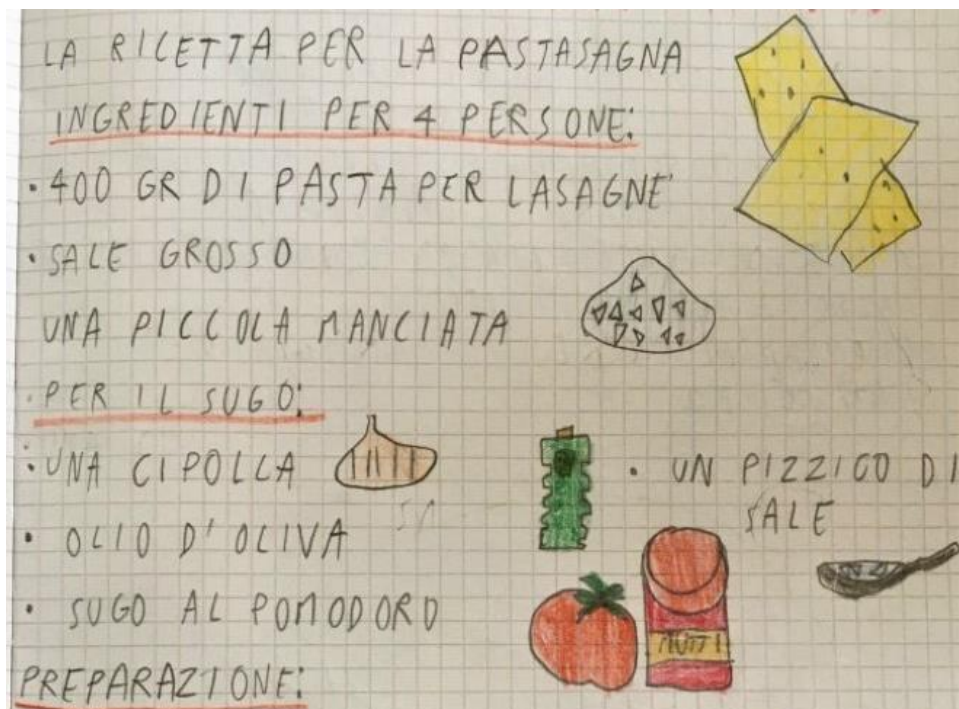 LA RICETTA PER LA PASTASAGNA
INGREDIENTI PER 4 PERSONE:
• 400 GR DI PASTA PER LASAGNE
• SALE GROSSO
UNA PICCOLA MANCIATA
• PER IL SUGO:
• UNA CIPOLLA
• UN PIZZICO DI
SALE
• OLIO D'OLIVA
• SUGO AL POMODORO
MUTTI
PREPARAZIONE: